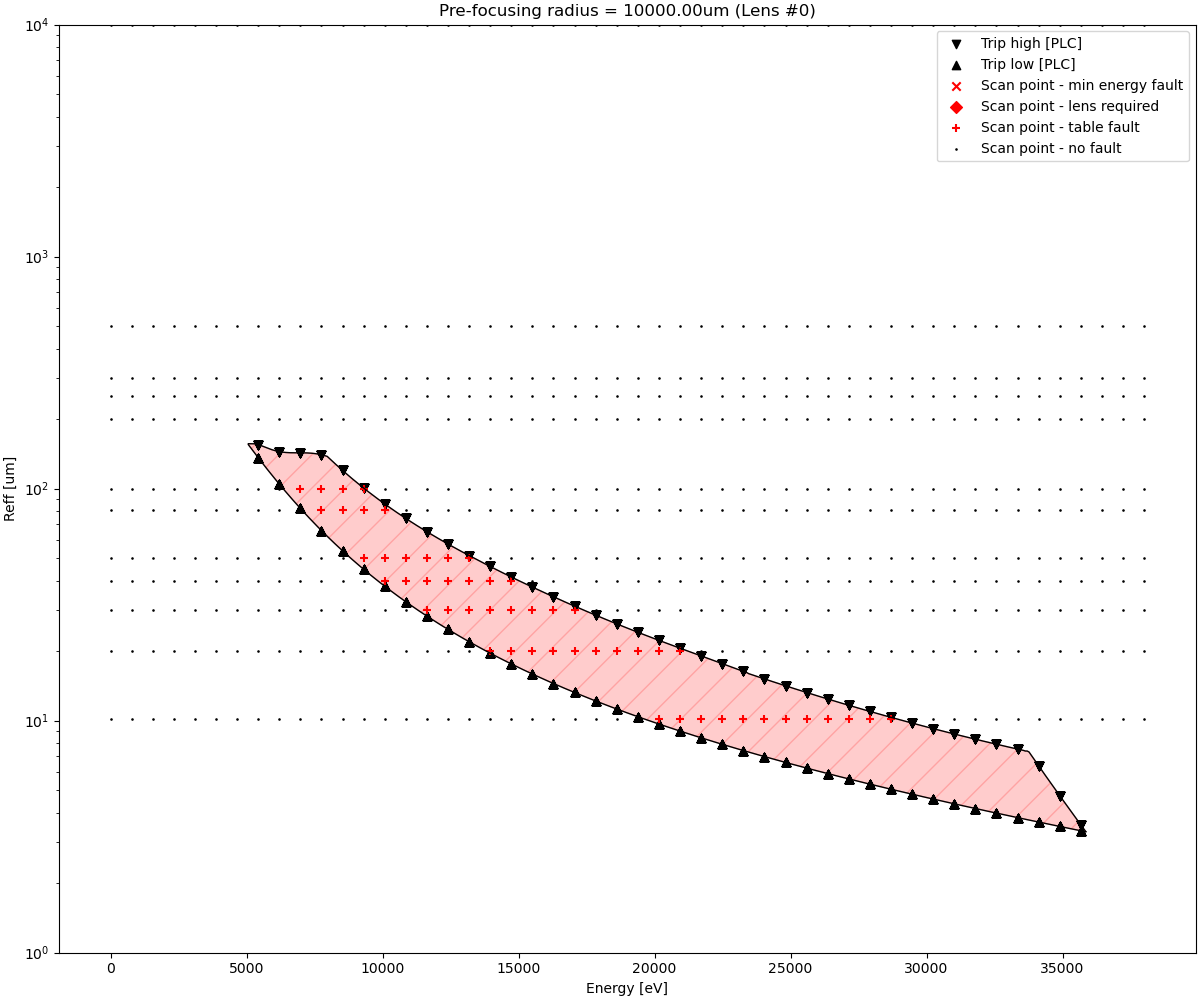 Pre-focusing radius = 10000.00um (Lens #0)
Trip high [PLC]
Trip low [PLC]
Scan point - min energy fault
Scan point - lens required
Scan point - table fault
Scan point - no fault
10⁴
10³
10²
10¹
10⁰
Reff [um]
0 5000 10000 15000 20000 25000 30000 35000
Energy [eV]